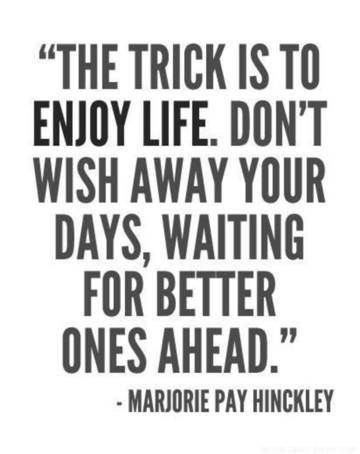 “THE TRICK IS TO
ENJOY LIFE. DON’T
WISH AWAY YOUR
DAYS, WAITING
FOR BETTER
ONES AHEAD.”
- MARJORIE PAY HINCKLEY